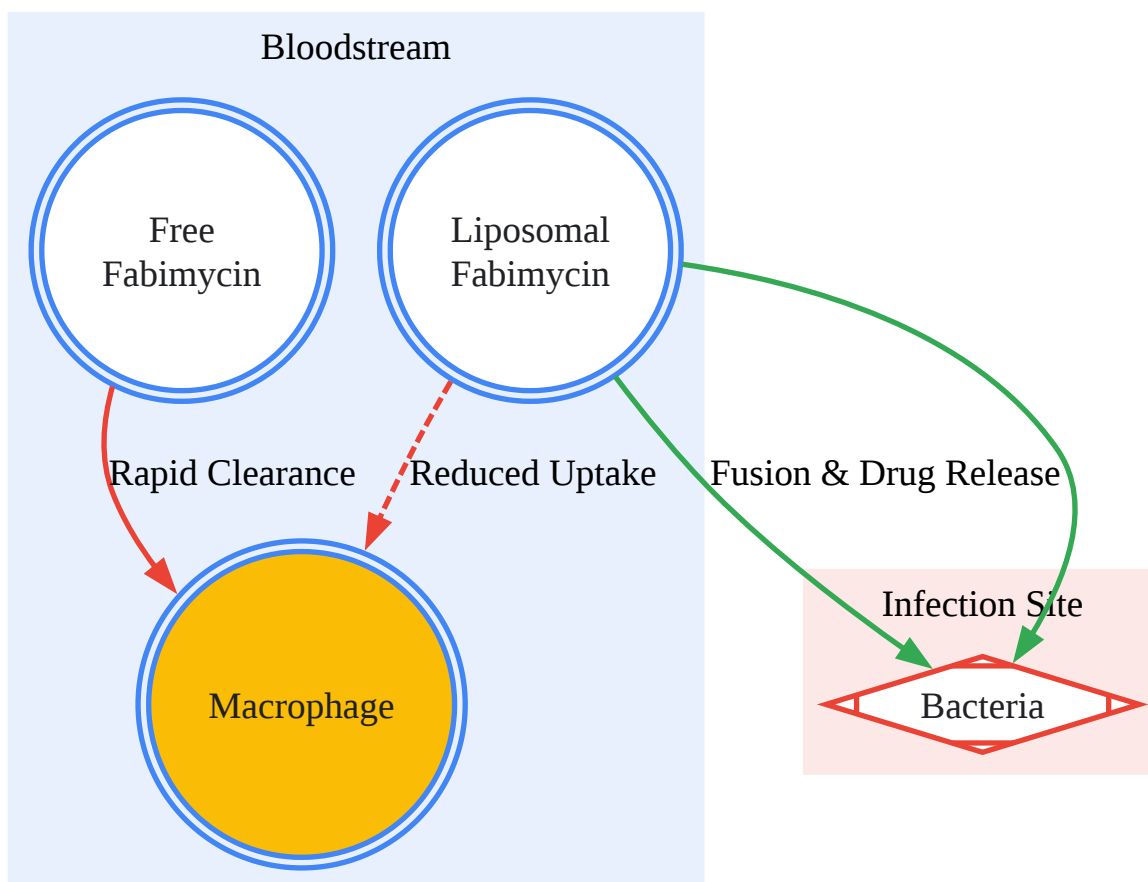 Bloodstream
Free
Fabimycin
Liposomal
Fabimycin
Rapid Clearance
Reduced Uptake
Fusion & Drug Release
Infection Site
Macrophage
Bacteria